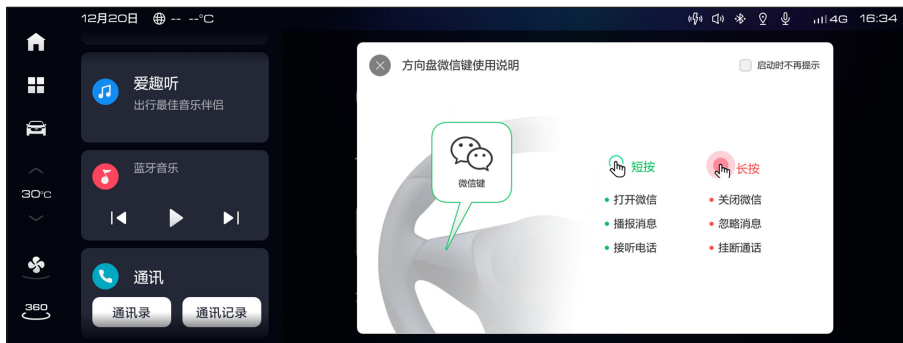 12月20日 -- --°C
4G 16:34
爱趣听
出行最佳音乐伴侣
30°C
蓝牙音乐
通讯
通讯录 通讯记录
360
方向盘微信键使用说明
启动时不再提示
微信键
短按
打开微信
播报消息
接听电话
长按
关闭微信
忽略消息
挂断通话